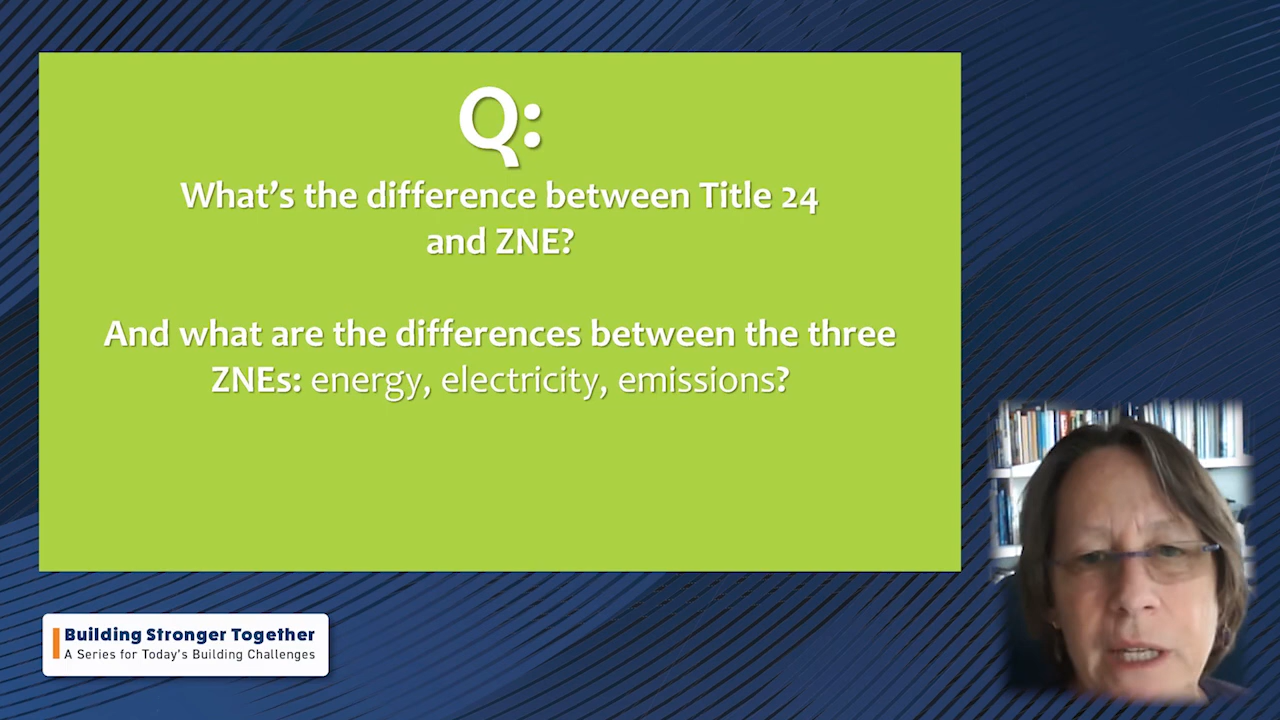 Q:
What's the difference between Title 24
and ZNE?
And what are the differences between the three
ZNEs: energy, electricity, emissions?
Building Stronger Together
A Series for Today's Building Challenges